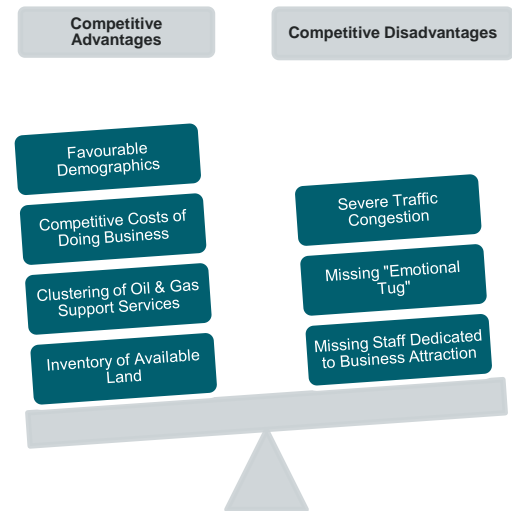 Competitive
Advantages
Competitive Disadvantages
Favourable
Demographics
Competitive Costs of
Doing Business
Clustering of Oil & Gas
Support Services
Inventory of Available
Land
Severe Traffic
Congestion
Missing "Emotional
Tug"
Missing Staff Dedicated
to Business Attraction